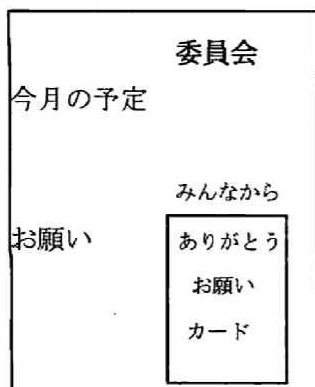 委員会
今月の予定
みんなから
お願い
ありがとう
お願い
カード